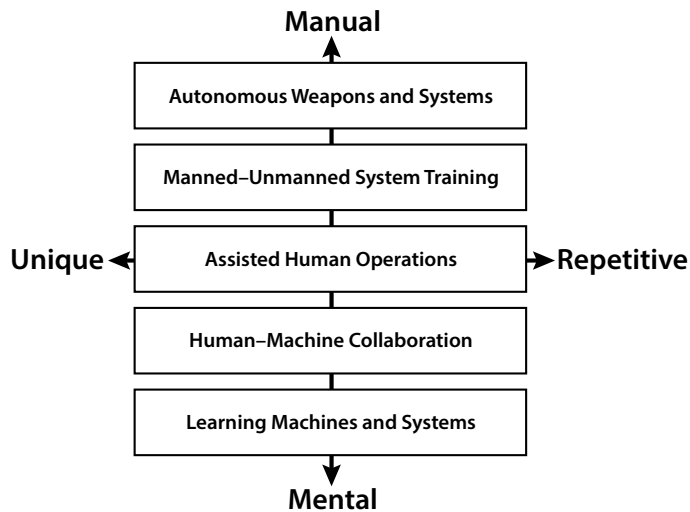 Manual
Autonomous Weapons and Systems
Manned–Unmanned System Training
Unique
Assisted Human Operations
Repetitive
Human–Machine Collaboration
Learning Machines and Systems
Mental